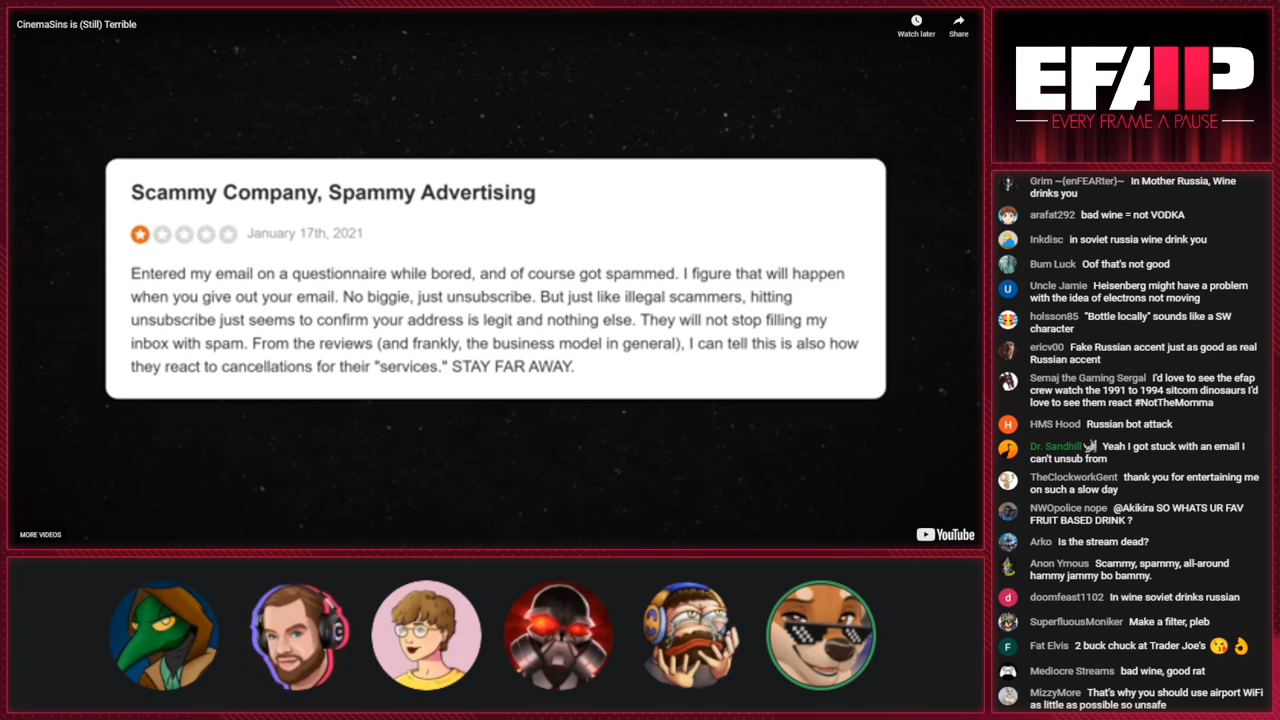 CinemaSins is (Still) Terrible
Watch later
Share
Scammy Company, Spammy Advertising
January 17th, 2021
Entered my email on a questionnaire while bored, and of course got spammed. I figure that will happen
when you give out your email. No biggie, just unsubscribe. But just like illegal scammers, hitting
unsubscribe just seems to confirm your address is legit and nothing else. They will not stop filling my
inbox with spam. From the reviews (and frankly, the business model in general), I can tell this is also how
they react to cancellations for their "services." STAY FAR AWAY.
MORE VIDEOS
YouTube
EFAP
EVERY FRAME A PAUSE
Grim ~{enFEARter}~ In Mother Russia, Wine
drinks you
arafat292 bad wine = not VODKA
Inkdisc in soviet russia wine drink you
Bum Luck Oof that's not good
U
Uncle Jamie Heisenberg might have a problem
with the idea of electrons not moving
holsson85 "Bottle locally" sounds like a SW
character
ericv00 Fake Russian accent just as good as real
Russian accent
Semaj the Gaming Sergal I'd love to see the efap
crew watch the 1991 to 1994 sitcom dinosaurs I'd
love to see them react #NotTheMomma
H
HMS Hood Russian bot attack
Dr. Sandhill Yeah I got stuck with an email I
can't unsub from
TheClockworkGent thank you for entertaining me
on such a slow day
NWOpolice nope @Akikira SO WHATS UR FAV
FRUIT BASED DRINK ?
Arko Is the stream dead?
Anon Ymous Scammy, spammy, all-around
hammy jammy bo bammy.
d
doomfeast1102 In wine soviet drinks russian
SuperfluousMoniker Make a filter, pleb
F
Fat Elvis 2 buck chuck at Trader Joe's 😘 👌
Mediocre Streams bad wine, good rat
MizzyMore That's why you should use airport WiFi
as little as possible so unsafe